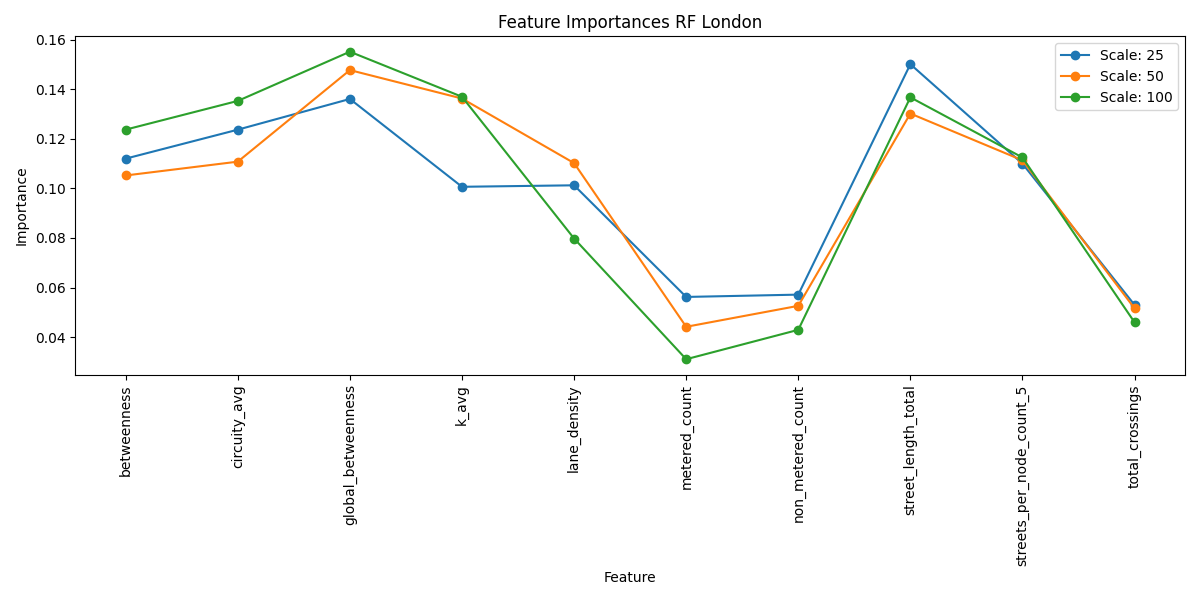 Feature Importances RF London
Scale: 25
Scale: 50
Scale: 100
Importance
0.16
0.14
0.12
0.10
0.08
0.06
0.04
betweenness
circuity_avg
global_betweenness
k_avg
lane_density
metered_count
non_metered_count
street_length_total
streets_per_node_count_5
total_crossings
Feature